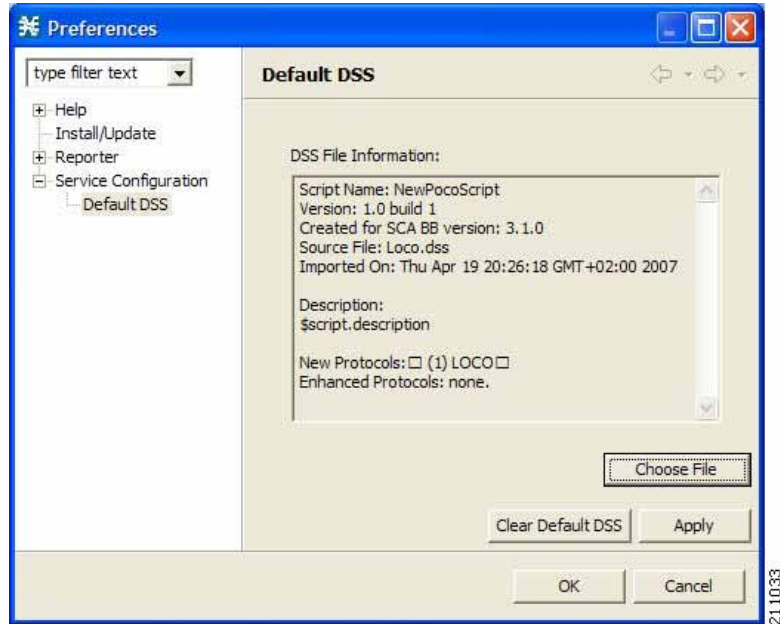 Preferences
type filter text
Default DSS
Help
Install/Update
Reporter
Service Configuration
Default DSS
DSS File Information:
Script Name: NewPocoScript
Version: 1.0 build 1
Created for SCA BB version: 3.1.0
Source File: Loco.dss
Imported On: Thu Apr 19 20:26:18 GMT+02:00 2007
Description:
$script.description
New Protocols:□ (1) LOCO□
Enhanced Protocols: none.
Choose File
Clear Default DSS
Apply
OK
Cancel
211033